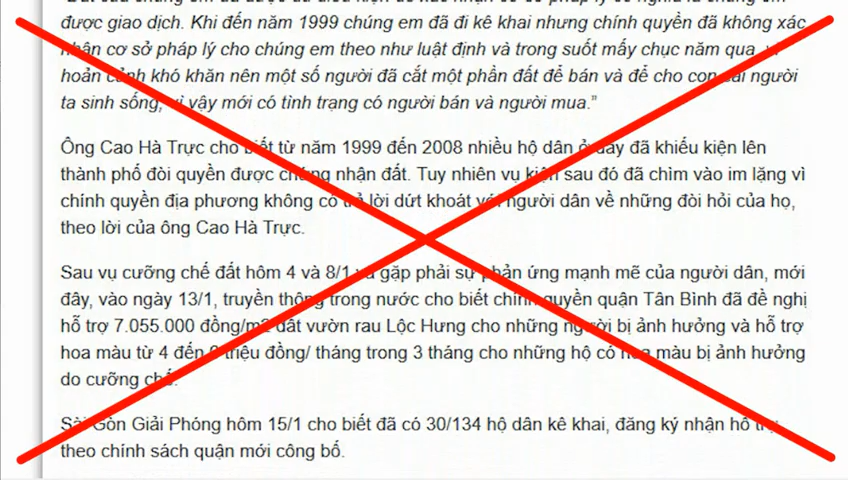 được giao dịch. Khi đến năm 1999 chúng em đã đi kê khai nhưng chính quyền đã không xác
nhận cơ sở pháp lý cho chúng em theo như luật định và trong suốt mấy chục năm qua, vì
hoản cảnh khó khăn nên một số người đã cắt một phần đất để bán và để cho con cái người
ta sinh sống, vì vậy mới có tình trạng có người bán và người mua.”
Ông Cao Hà Trực cho biết từ năm 1999 đến 2008 nhiều hộ dân ở đây đã khiếu kiện lên
thành phố đòi quyền được chứng nhận đất. Tuy nhiên vụ kiện sau đó đã chìm vào im lặng vì
chính quyền địa phương không có trả lời dứt khoát với người dân về những đòi hỏi của họ,
theo lời của ông Cao Hà Trực.
Sau vụ cưỡng chế đất hôm 4 và 8/1 và gặp phải sự phản ứng mạnh mẽ của người dân, mới
đây, vào ngày 13/1, truyền thông trong nước cho biết chính quyền quận Tân Bình đã đề nghị
hỗ trợ 7.055.000 đồng/m2 đất vườn rau Lộc Hưng cho những người bị ảnh hưởng và hỗ trợ
hoa màu từ 4 đến triệu đồng/ tháng trong 3 tháng cho những hộ có hoa màu bị ảnh hưởng
do cưỡng chế.
Sài Gòn Giải Phóng hôm 15/1 cho biết đã có 30/134 hộ dân kê khai, đăng ký nhận hỗ trợ
theo chính sách quận mới công bố.